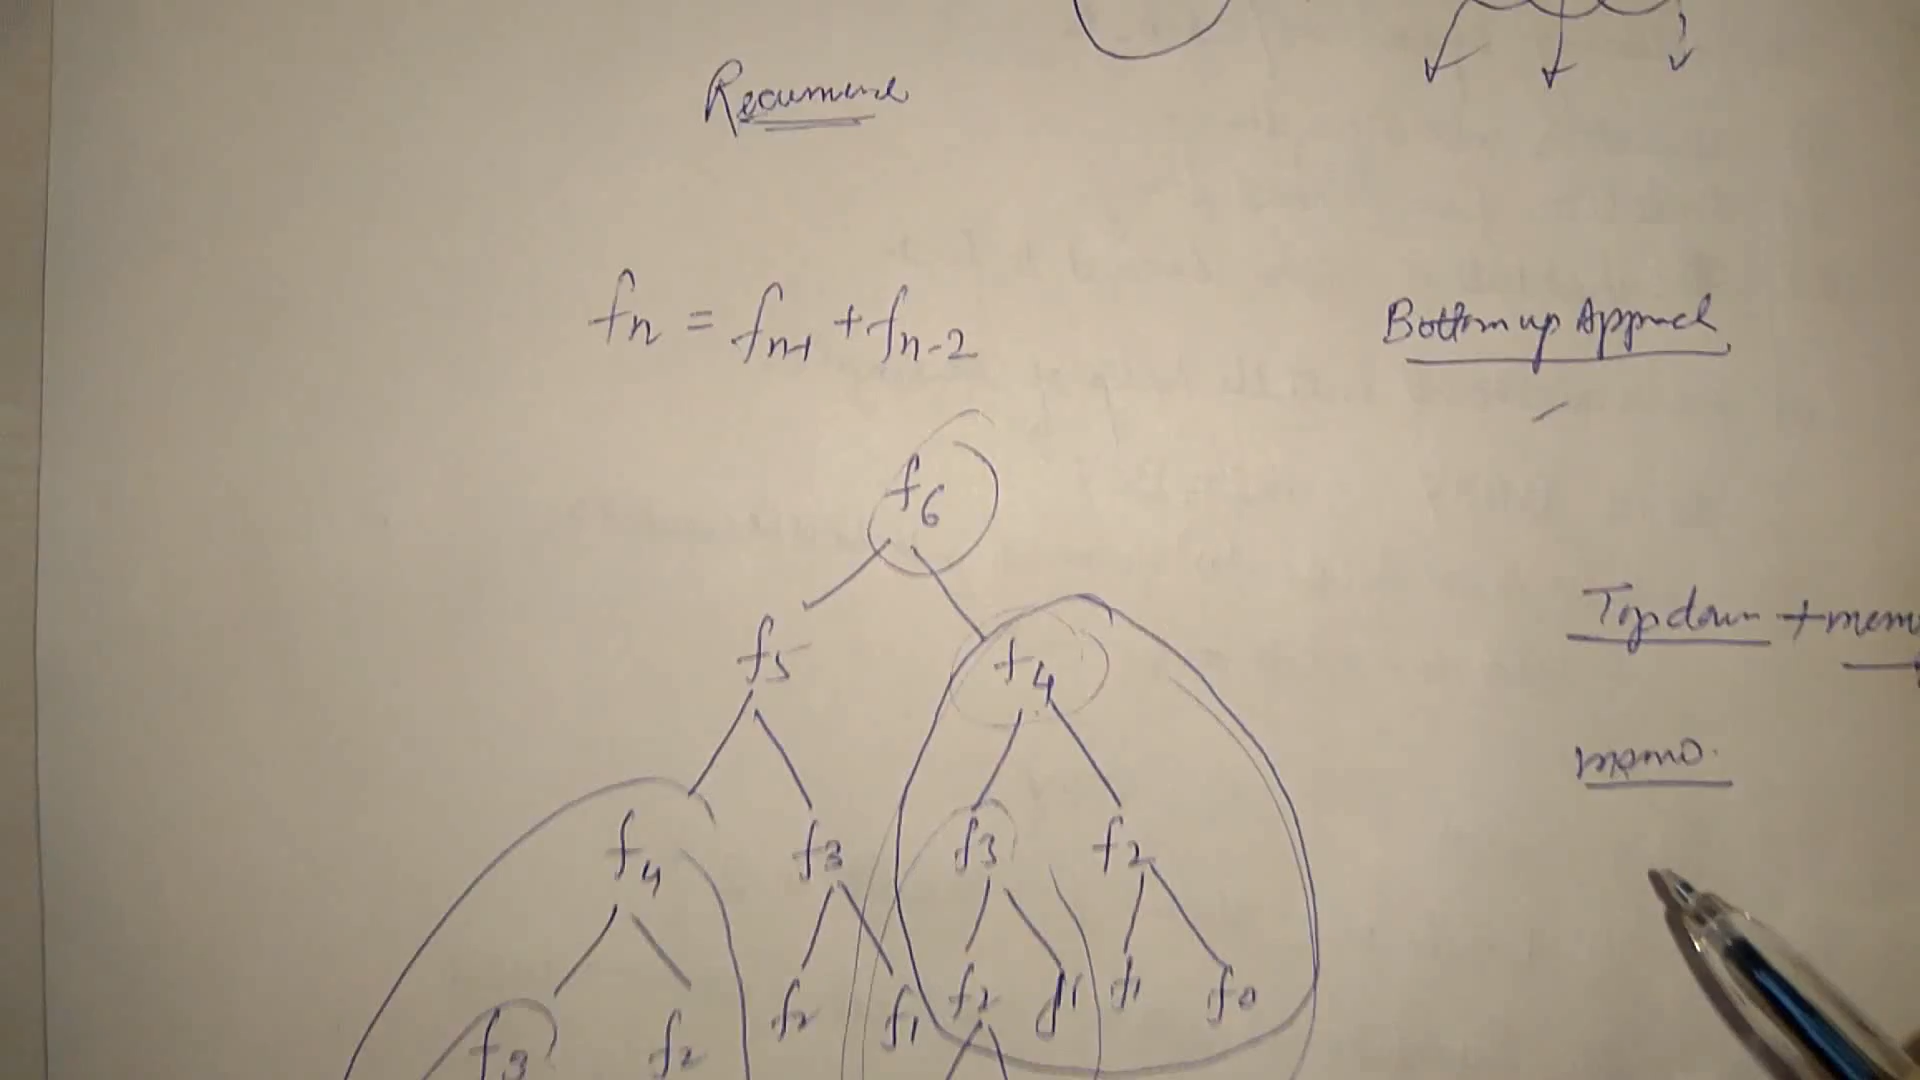 Recurrence
fn = fn-1 + fn-2
Bottom up Approach
f6
Top down + memo
f5 f4
memo.
f4 f3 f3 f2
f3 f2 f2 f1 f2 f1 f1 f0